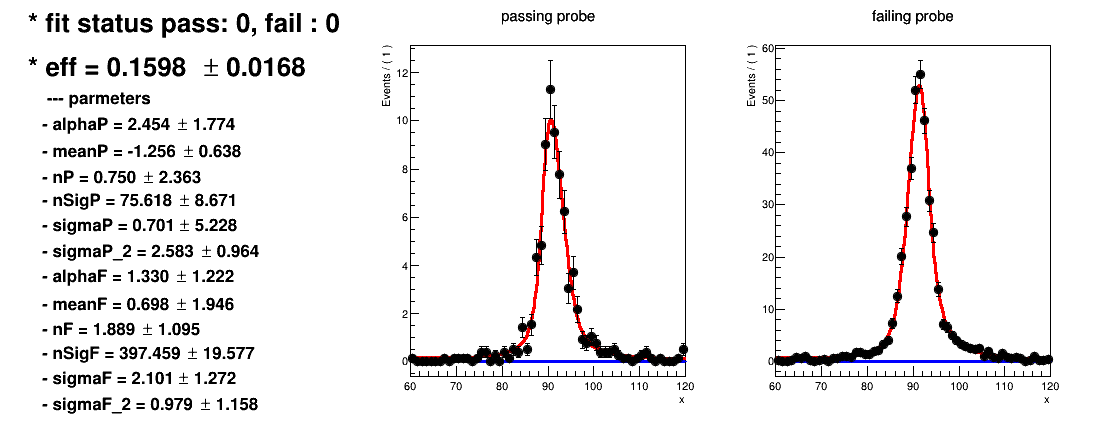 * fit status pass: 0, fail : 0
* eff = 0.1598 ± 0.0168
--- parmeters
- alphaP = 2.454 ± 1.774
- meanP = -1.256 ± 0.638
- nP = 0.750 ± 2.363
- nSigP = 75.618 ± 8.671
- sigmaP = 0.701 ± 5.228
- sigmaP_2 = 2.583 ± 0.964
- alphaF = 1.330 ± 1.222
- meanF = 0.698 ± 1.946
- nF = 1.889 ± 1.095
- nSigF = 397.459 ± 19.577
- sigmaF = 2.101 ± 1.272
- sigmaF_2 = 0.979 ± 1.158
passing probe
Events / ( 1 )
12
10
8
6
4
2
0
60 70 80 90 100 110 120
x
failing probe
Events / ( 1 )
60
50
40
30
20
10
0
60 70 80 90 100 110 120
x